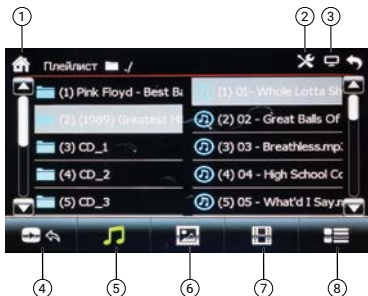 1 2 3
Плейлист ./
(1) Pink Floyd - Best Ba
(1) 01- Whole Lotta Sh
(2) (1989) Greatest H
(2) 02 - Great Balls Of
(3) CD_1
(3) 03 - Breathless.mp3
(4) CD_2
(4) 04 - High School Co
(5) CD_3
(5) 05 - What'd I Say.m
4 5 6 7 8